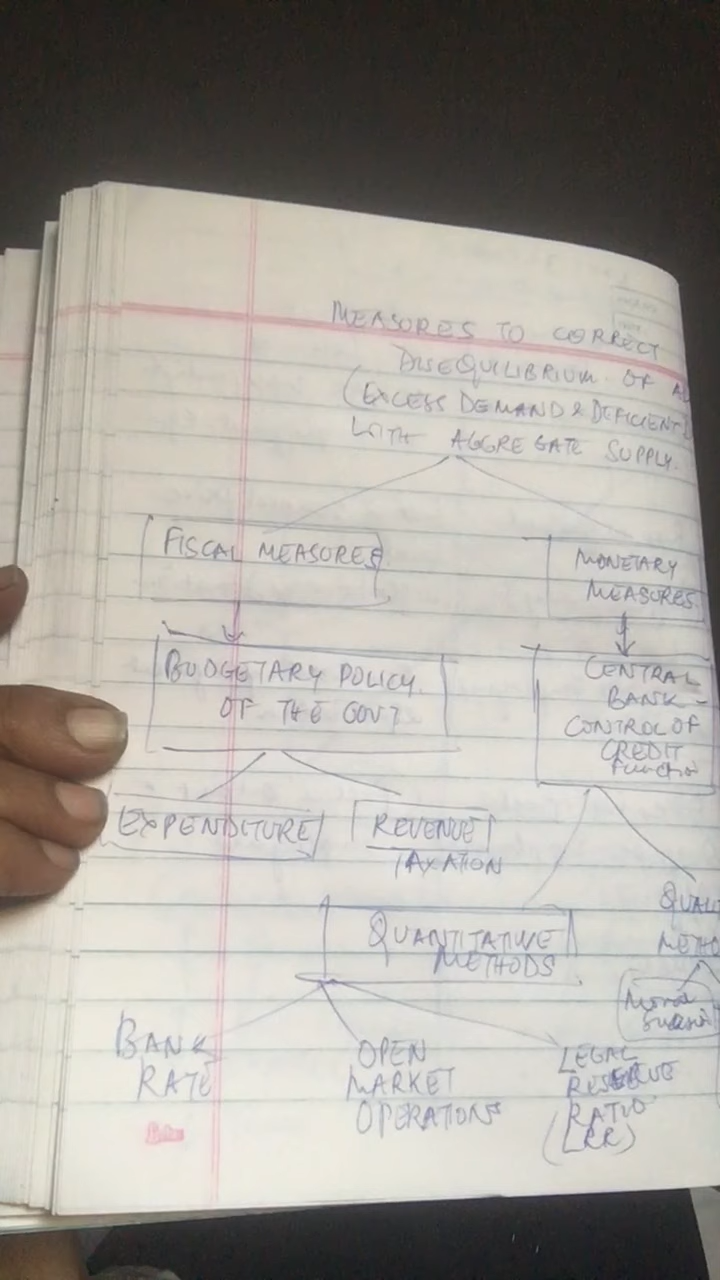 MEASURES TO CORRECT
DISEQUILIBRIUM OF
(EXCESS DEMAND & DEFICIENT
WITH AGGREGATE SUPPLY.
FISCAL MEASURES
MONETARY
MEASURES
BUDGETARY POLICY
OF THE GOVT
CENTRAL
BANK -
CONTROL OF
CREDIT
Function
EXPENDITURE
REVENUE
TAXATION
QUANTITATIVE
METHODS
Moral
BANK
RATE
OPEN
MARKET
OPERATIONS
LEGAL
RESERVE
RATIO
(LRR)